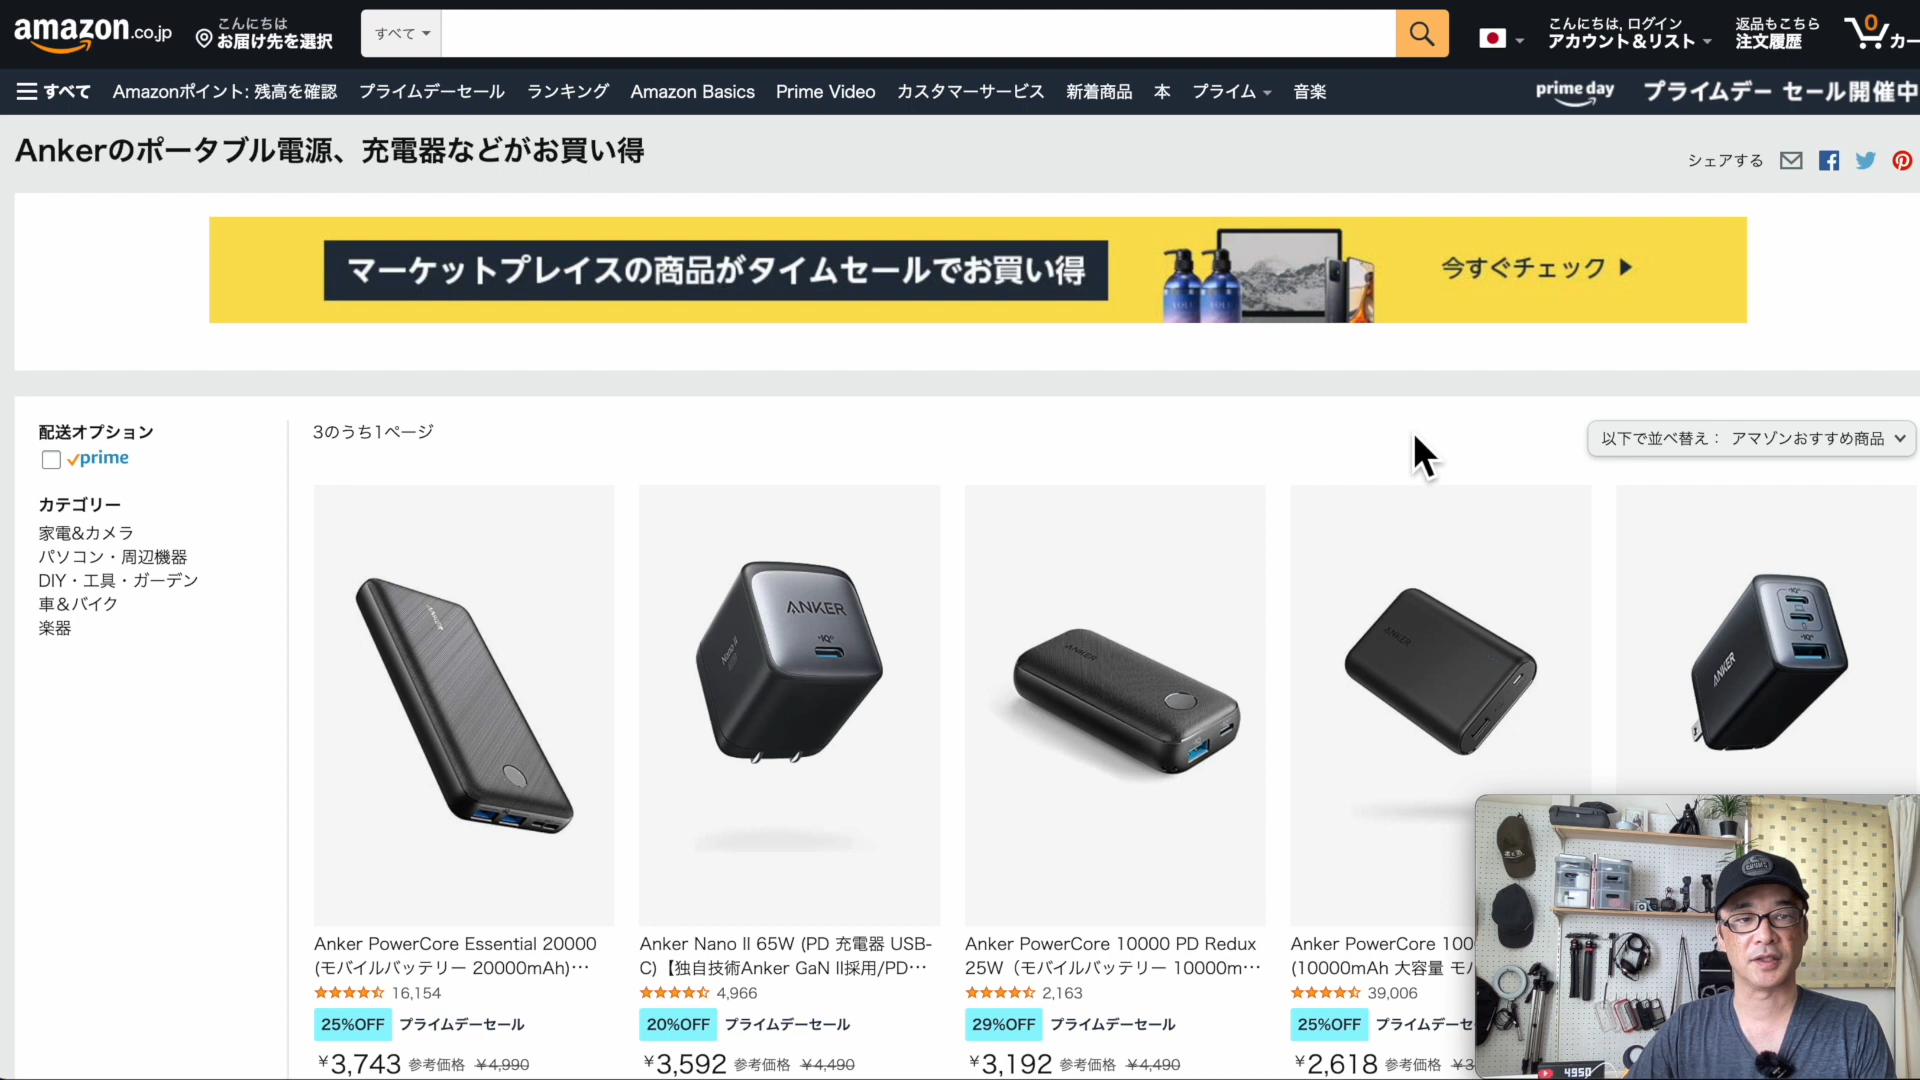 amazon.co.jp
こんにちは
お届け先を選択
すべて
こんにちは, ログイン
アカウント&リスト
返品もこちら
注文履歴
0
カー
すべて
Amazonポイント: 残高を確認
プライムデーセール
ランキング
Amazon Basics
Prime Video
カスタマーサービス
新着商品
本
プライム
音楽
prime day
プライムデー セール開催中
Ankerのポータブル電源、充電器などがお買い得
シェアする
マーケットプレイスの商品がタイムセールでお買い得
今すぐチェック
配送オプション
prime
カテゴリー
家電&カメラ
パソコン・周辺機器
DIY・工具・ガーデン
車&バイク
楽器
3のうち1ページ
以下で並べ替え： アマゾンおすすめ商品
ANKER
Nano II
ANKER
ANKER
ANKER
Anker PowerCore Essential 20000
(モバイルバッテリー 20000mAh)…
16,154
25%OFF プライムデーセール
¥3,743 参考価格 ¥4,990
Anker Nano II 65W (PD 充電器 USB-
C)【独自技術Anker GaN II採用/PD…
4,966
20%OFF プライムデーセール
¥3,592 参考価格 ¥4,490
Anker PowerCore 10000 PD Redux
25W（モバイルバッテリー 10000m…
2,163
29%OFF プライムデーセール
¥3,192 参考価格 ¥4,490
Anker PowerCore 100
(10000mAh 大容量 モ
39,006
25%OFF プライムデーセ
¥2,618 参考価格 ¥3
4950